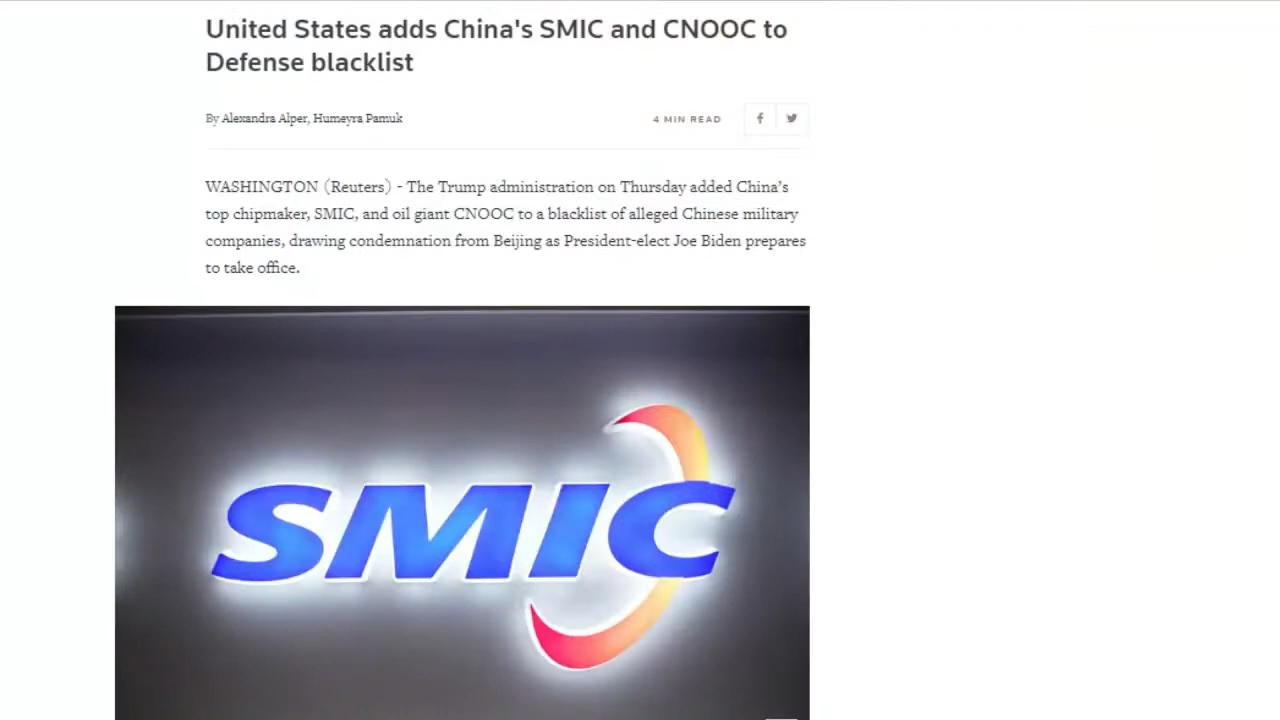 United States adds China's SMIC and CNOOC to
Defense blacklist
By Alexandra Alper, Humeyra Pamuk
4 MIN READ
WASHINGTON (Reuters) - The Trump administration on Thursday added China’s
top chipmaker, SMIC, and oil giant CNOOC to a blacklist of alleged Chinese military
companies, drawing condemnation from Beijing as President-elect Joe Biden prepares
to take office.
SMIC